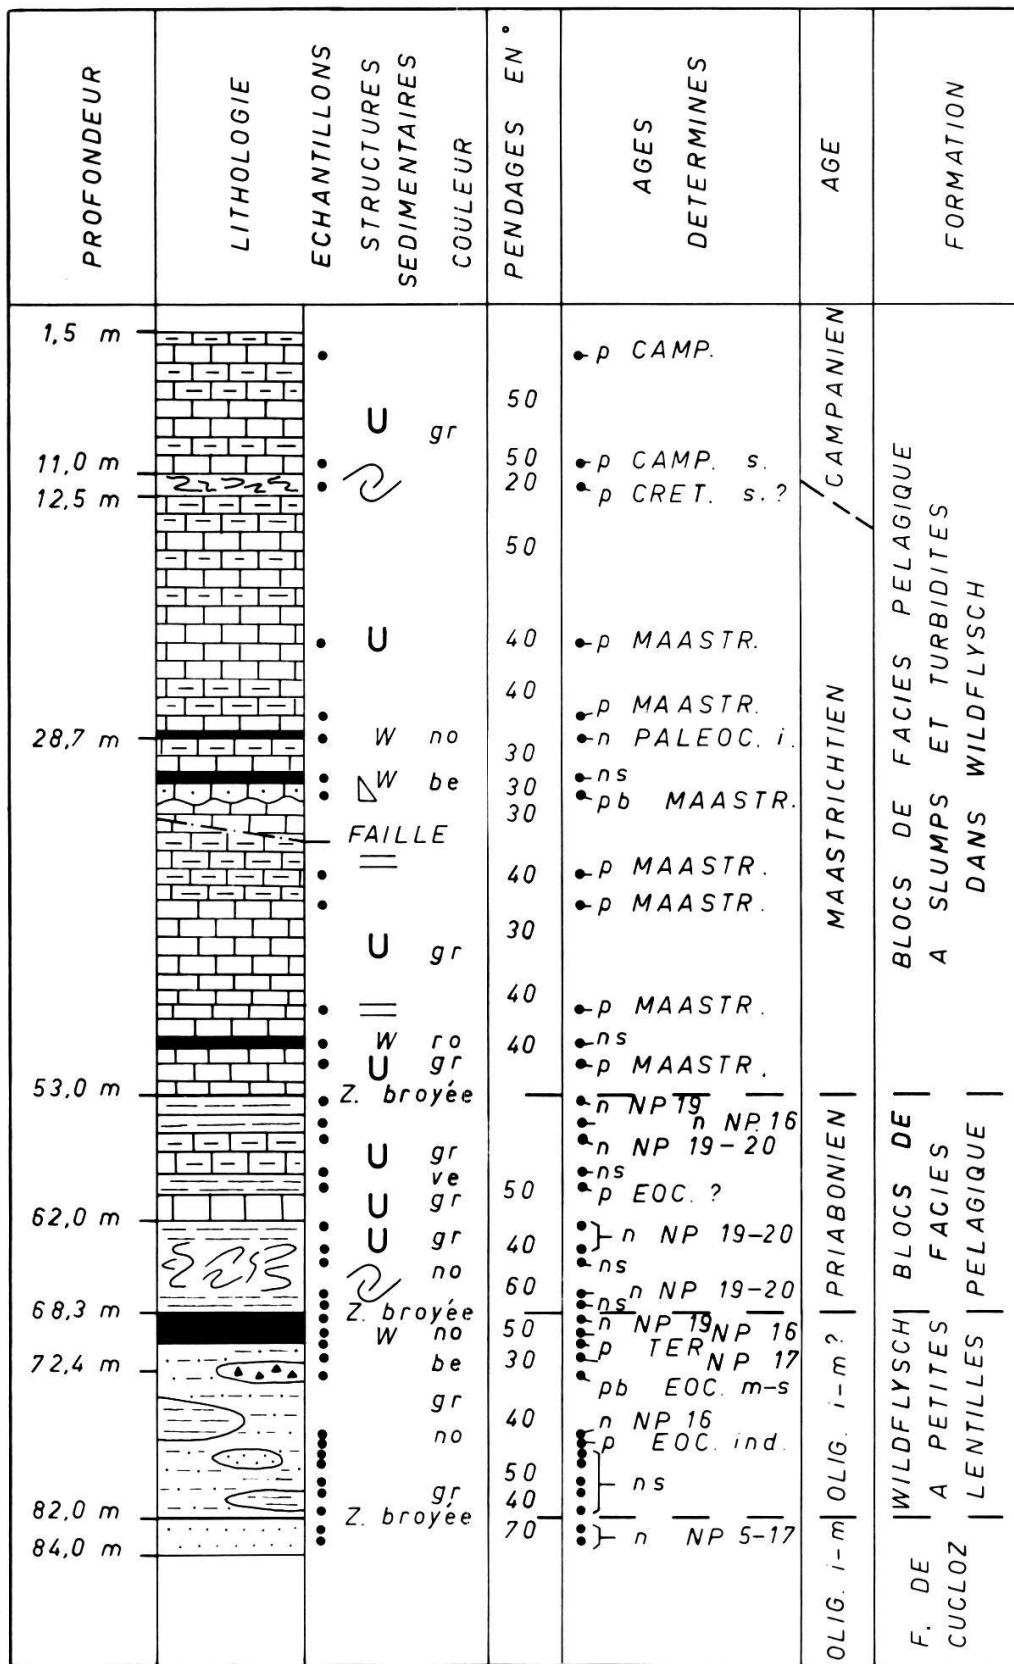 PROFONDEUR
LITHOLOGIE
ECHANTILLONS
STRUCTURES
SEDIMENTAIRES
COULEUR
PENDAGES EN °
AGES
DETERMINES
AGE
FORMATION
1,5 m
p CAMP.
50
U gr
11,0 m
50
p CAMP. s.
20
p CRET. s.?
12,5 m
50
U
40
p MAASTR.
40
p MAASTR.
28,7 m
W no
n PALEOC. i.
30
W be
30
ns
pb MAASTR.
30
FAILLE
40
p MAASTR.
p MAASTR.
30
U gr
40
p MAASTR.
W ro
40
ns
U gr
p MAASTR.
53,0 m
Z. broyée
n NP 19
n NP 16
n NP 19-20
U gr
ve
ns
50
p EOC. ?
U gr
62,0 m
U gr
40
n NP 19-20
no
ns
60
n NP 19-20
68,3 m
Z. broyée
ns
W no
50
n NP 19
NP 16
p TER
72,4 m
be
30
NP 17
pb EOC. m-s
gr
40
n NP 16
no
p EOC. ind.
50
ns
gr
40
82,0 m
Z. broyée
70
n NP 5-17
84,0 m
CAMPANIEN
MAASTRICHTIEN
PRIABONIEN
OLIG. i-m?
OLIG. i-m
BLOCS DE FACIES PELAGIQUE
A SLUMPS ET TURBIDITES
DANS WILDFLYSCH
BLOCS DE
FACIES
PELAGIQUE
WILDFLYSCH
A PETITES
LENTILLES
F. DE
CUCLOZ